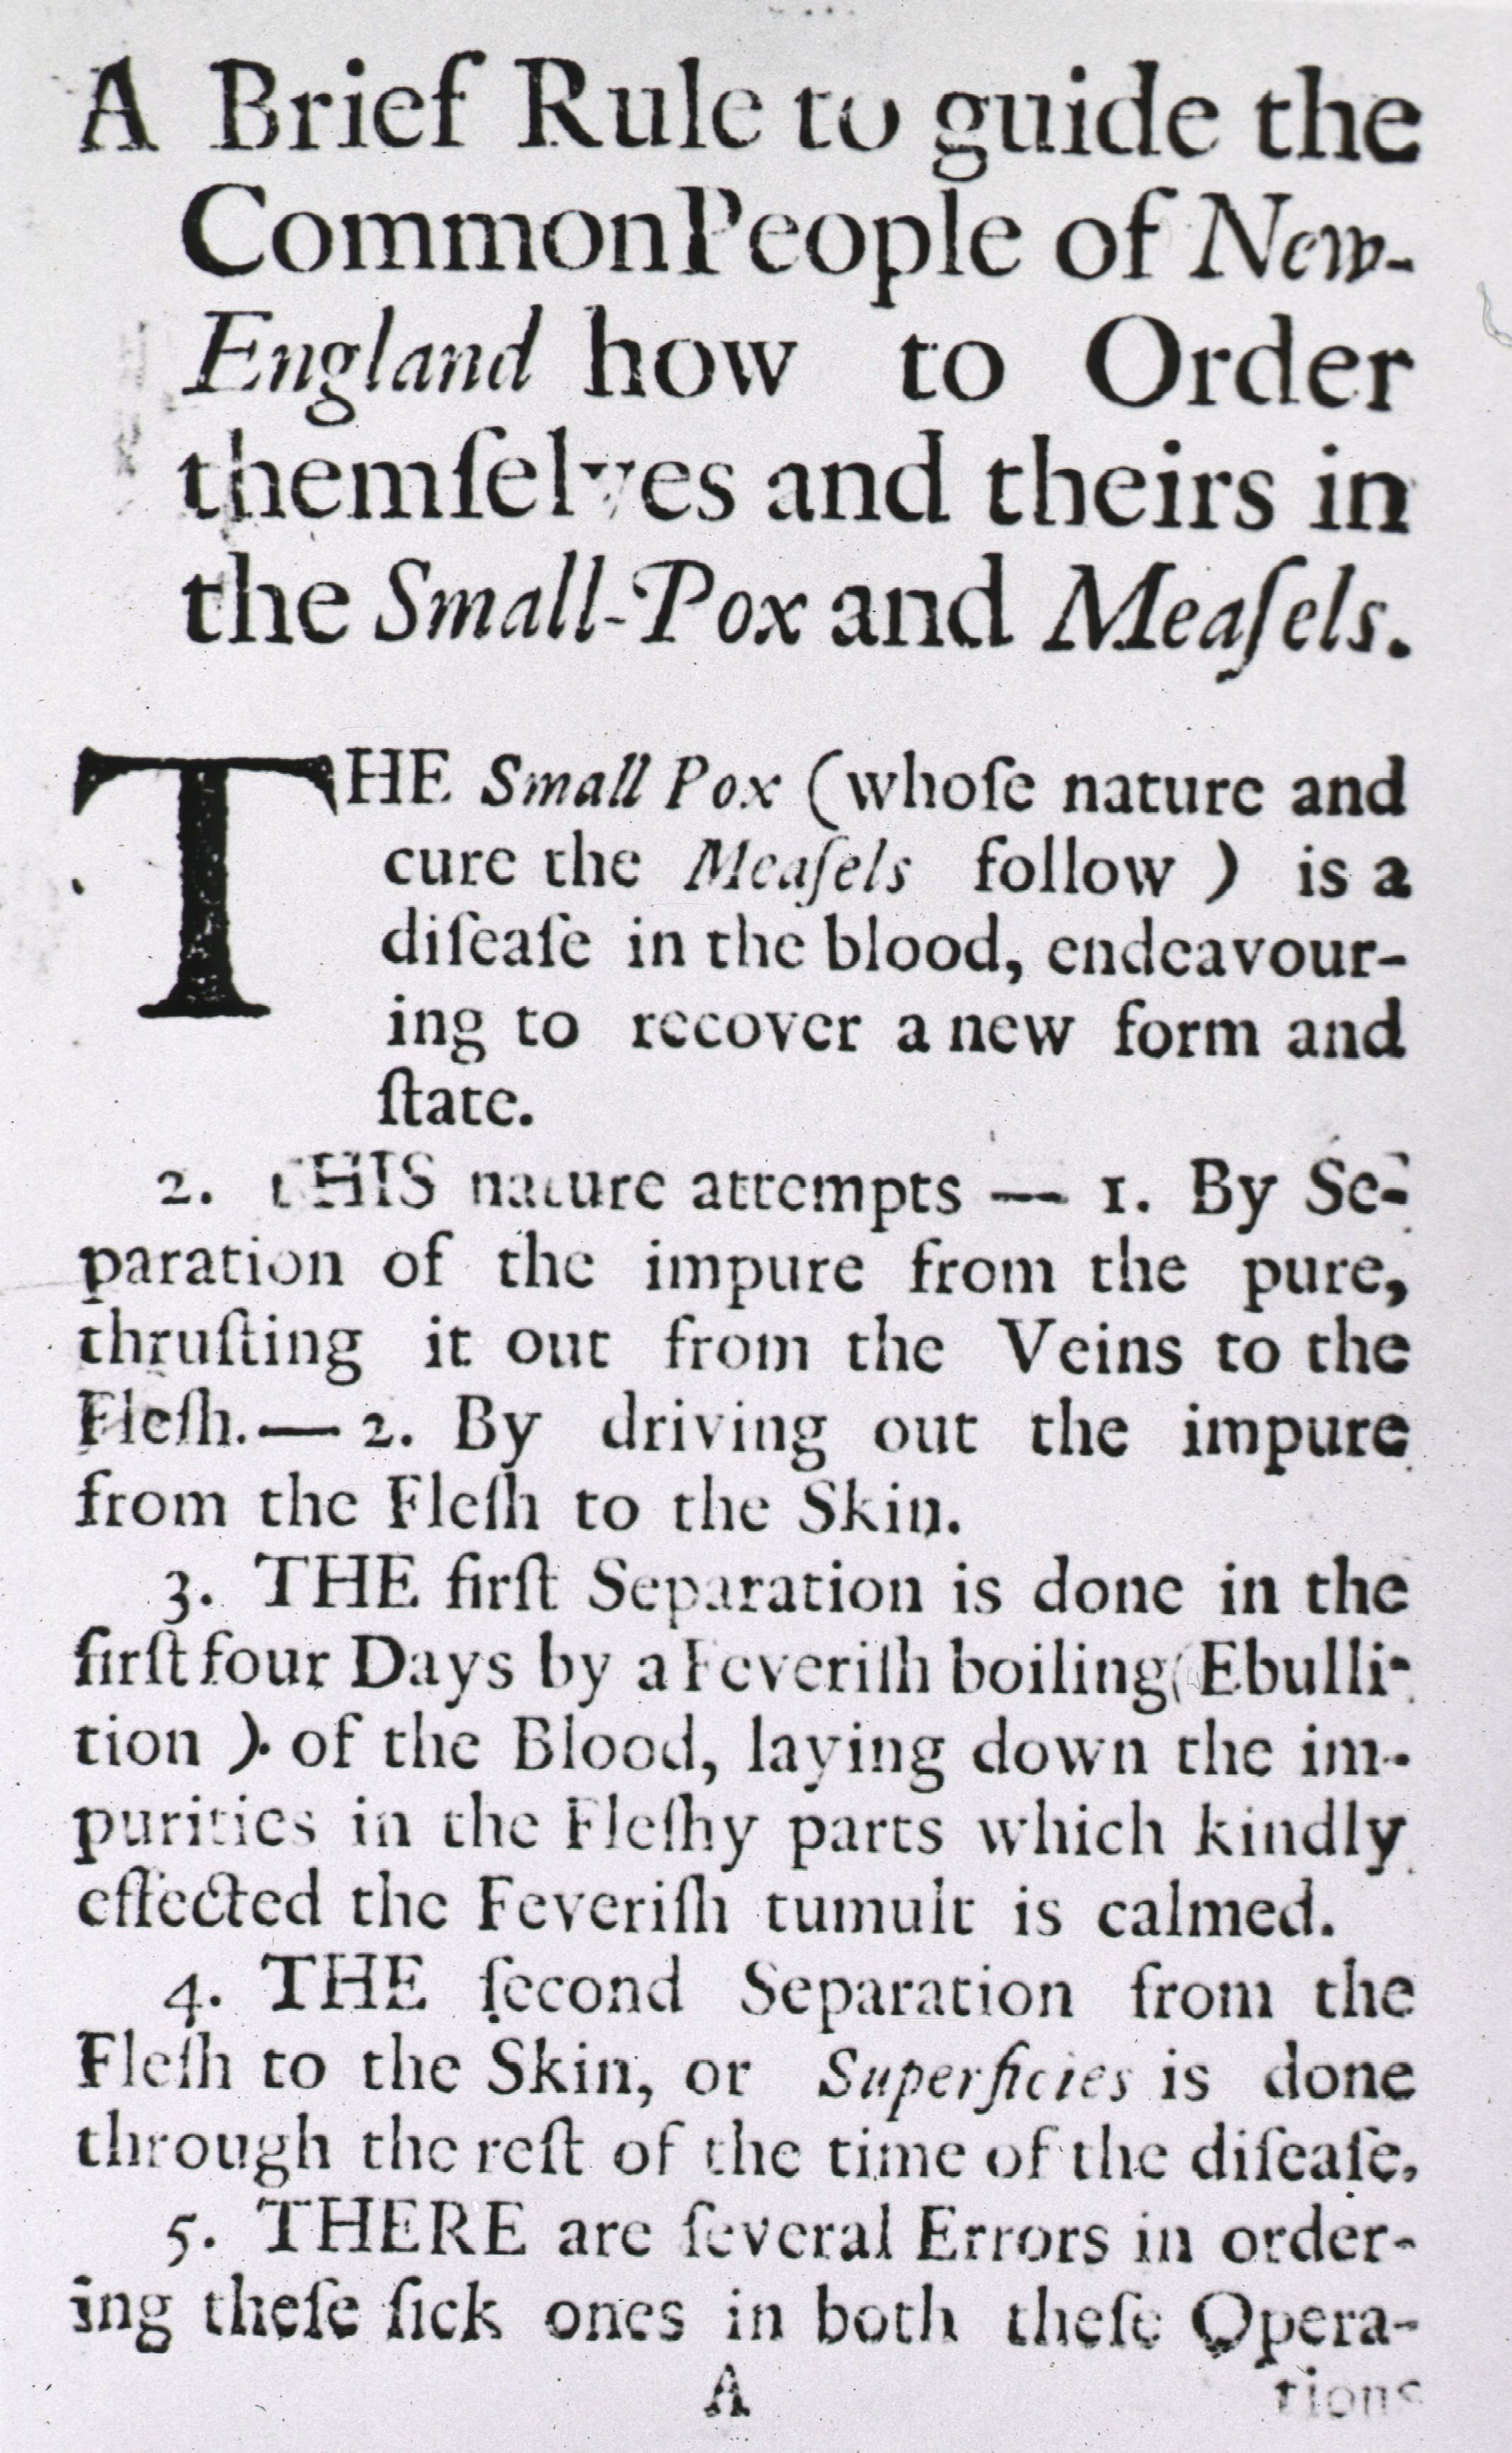 A Brief Rule to guide the
Common People of New-
England how to Order
themſelves and theirs in
the Small-Pox and Meaſels.
THE Small Pox (whoſe nature and
cure the Meaſels follow ) is a
diſeaſe in the blood, endeavour-
ing to recover a new form and
ſtate.
2. tHIS nature attempts — 1. By Se-
paration of the impure from the pure,
thruſting it out from the Veins to the
Fleſh.— 2. By driving out the impure
from the Fleſh to the Skin.
3. THE firſt Separation is done in the
firſt four Days by a Feveriſh boiling (Ebulli-
tion ). of the Blood, laying down the im-
purities in the Fleſhy parts which kindly
effected the Feveriſh tumult is calmed.
4. THE ſecond Separation from the
Fleſh to the Skin, or Superficies is done
through the reſt of the time of the diſeaſe.
5. THERE are ſeveral Errors in order-
ing theſe ſick ones in both theſe Opera-
A tions